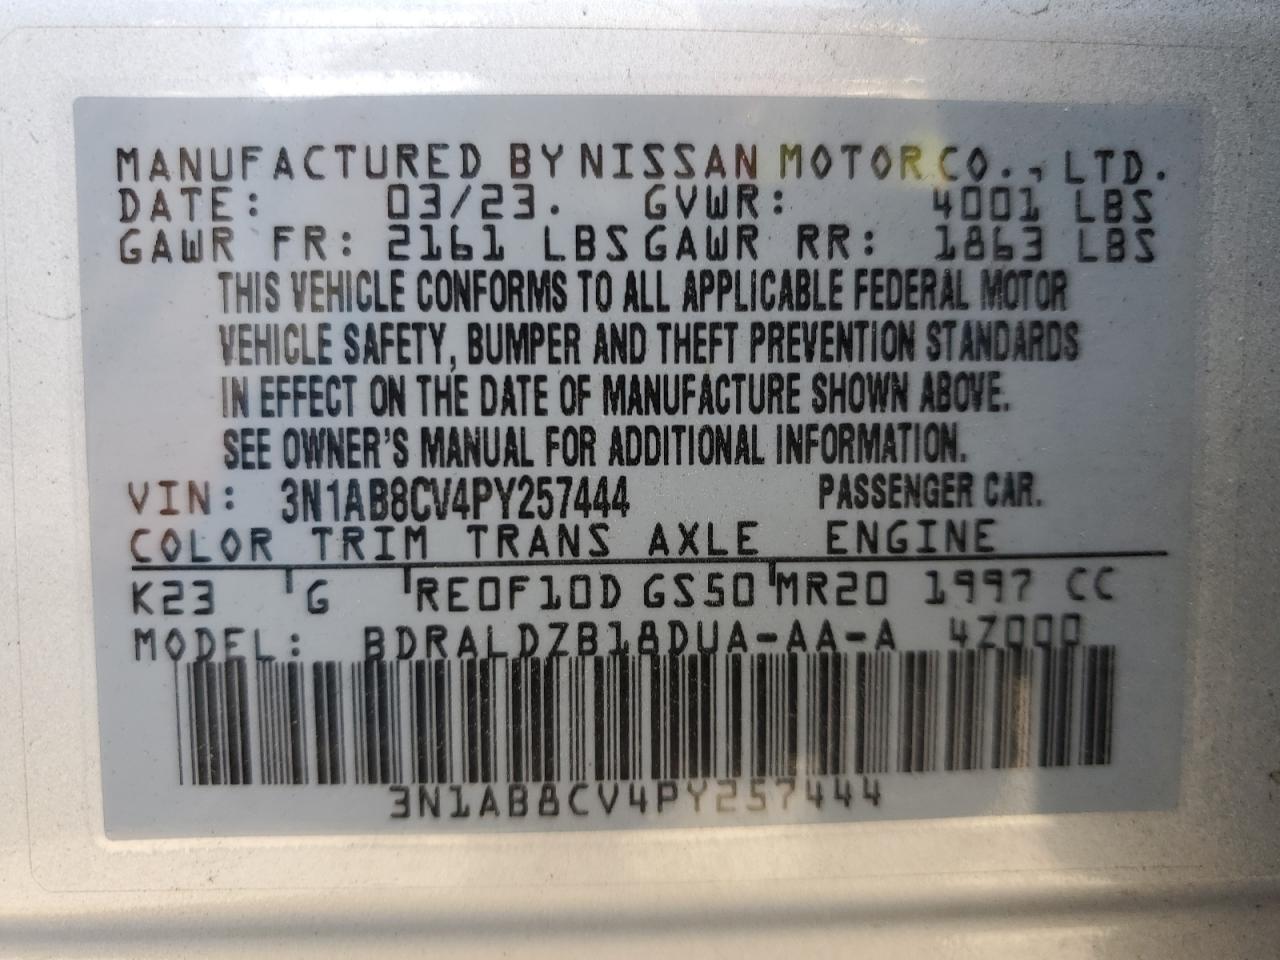 MANUFACTURED BY NISSAN MOTOR CO., LTD.
DATE: 03/23. GVWR: 4001 LBS
GAWR FR: 2161 LBS GAWR RR: 1863 LBS
THIS VEHICLE CONFORMS TO ALL APPLICABLE FEDERAL MOTOR
VEHICLE SAFETY, BUMPER AND THEFT PREVENTION STANDARDS
IN EFFECT ON THE DATE OF MANUFACTURE SHOWN ABOVE.
SEE OWNER'S MANUAL FOR ADDITIONAL INFORMATION.
VIN: 3N1AB8CV4PY257444 PASSENGER CAR.
COLOR TRIM TRANS AXLE ENGINE
K23 G RE0F10D GS50 MR20 1997 CC
MODEL: BDRALDZB18DUA-AA-A 4Z000
3N1AB8CV4PY257444